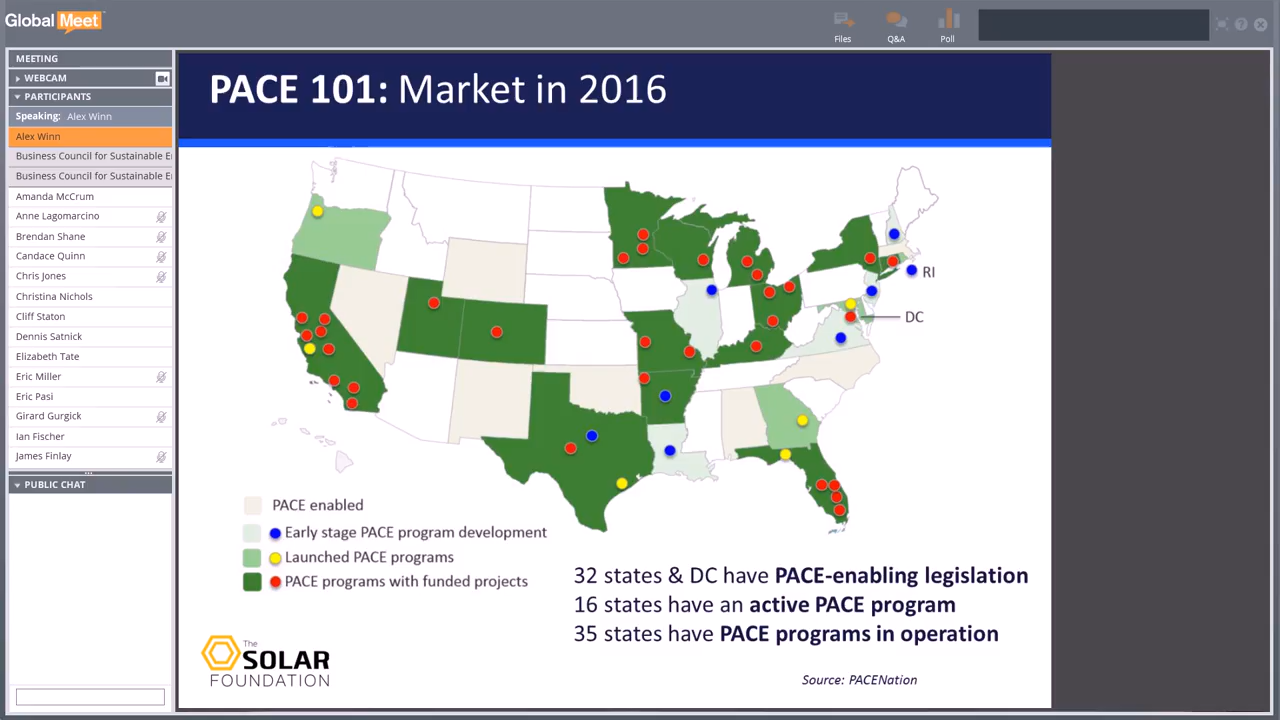 Global Meet
Files
Q&A
Poll
MEETING
WEBCAM
PARTICIPANTS
Speaking: Alex Winn
Alex Winn
Business Council for Sustainable E
Business Council for Sustainable E
Amanda McCrum
Anne Lagomarcino
Brendan Shane
Candace Quinn
Chris Jones
Christina Nichols
Cliff Staton
Dennis Satnick
Elizabeth Tate
Eric Miller
Eric Pasi
Girard Gurgick
Ian Fischer
James Finlay
PUBLIC CHAT
PACE 101: Market in 2016
RI
DC
PACE enabled
Early stage PACE program development
Launched PACE programs
PACE programs with funded projects
32 states & DC have PACE-enabling legislation
16 states have an active PACE program
35 states have PACE programs in operation
The
SOLAR
FOUNDATION
Source: PACENation